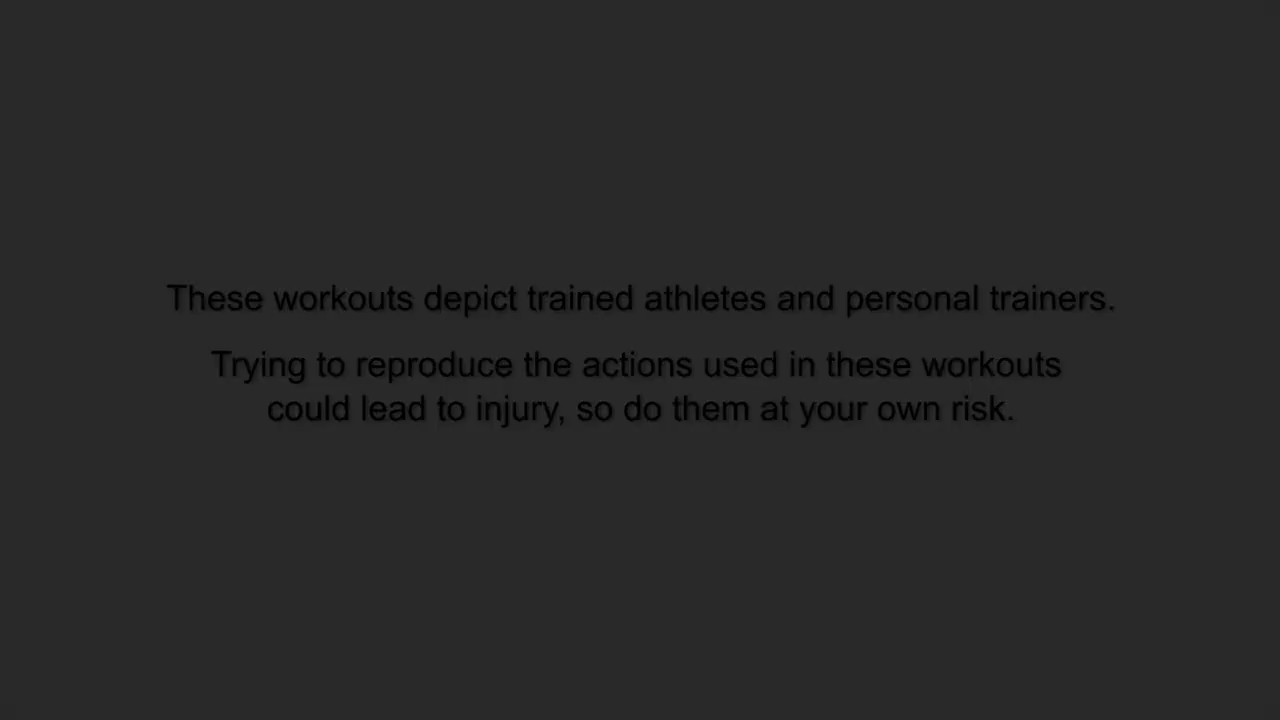 These workouts depict trained athletes and personal trainers.
Trying to reproduce the actions used in these workouts
could lead to injury, so do them at your own risk.